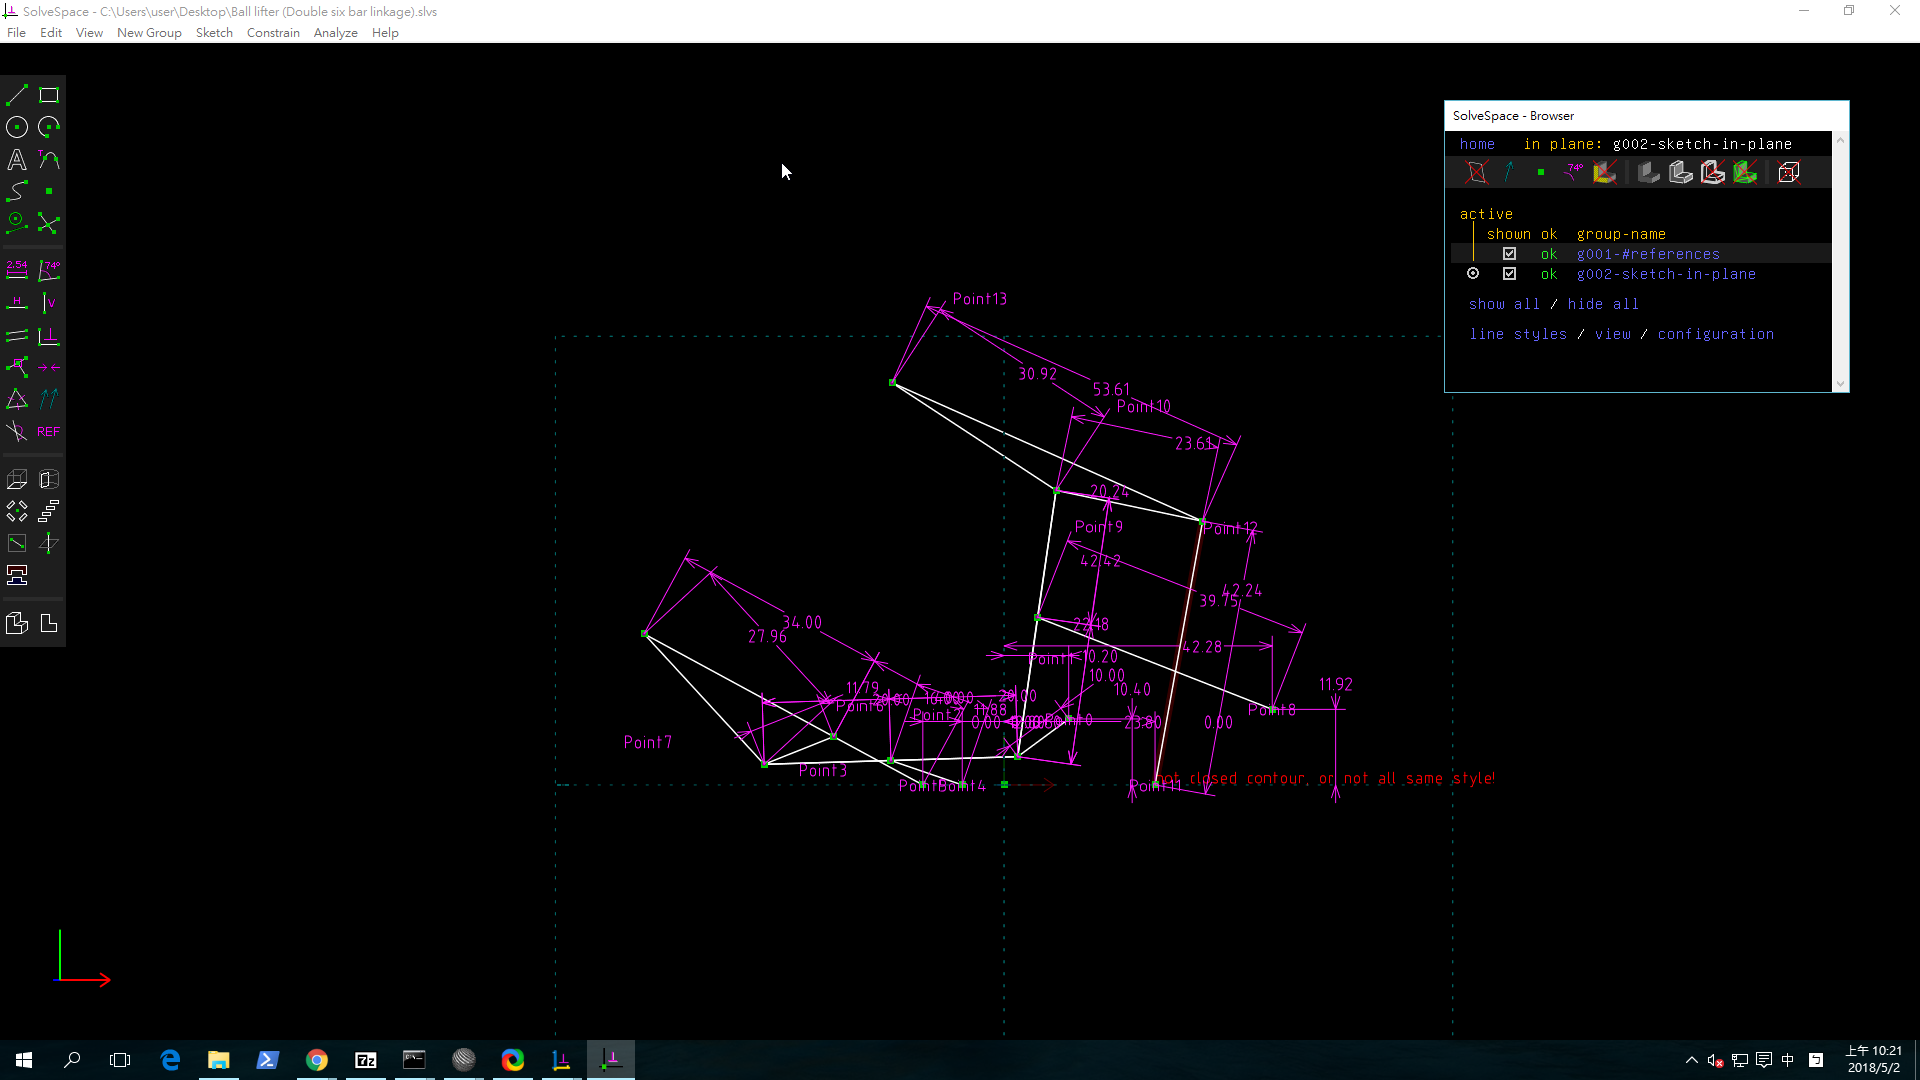 SolveSpace - C:\Users\user\Desktop\Ball lifter (Double six bar linkage).slvs
File Edit View New Group Sketch Constrain Analyze Help
SolveSpace - Browser
home in plane: g002-sketch-in-plane
active
shown ok group-name
ok g001-#references
ok g002-sketch-in-plane
show all / hide all
line styles / view / configuration
2.54 74°
H V
REF
Point13
30.92
53.61
Point10
23.61
20.24
Point9
Point12
42.42
42.24
39.75
34.00
27.96
22.18
42.28
Point1
10.20
10.00
11.92
11.79
10.40
20.00
20.00
Point6
Point8
11.88
0.00
23.80
0.00
Point7
Point3
Point4
Point11
not closed contour, or not all same style!
中
上午 10:21
2018/5/2